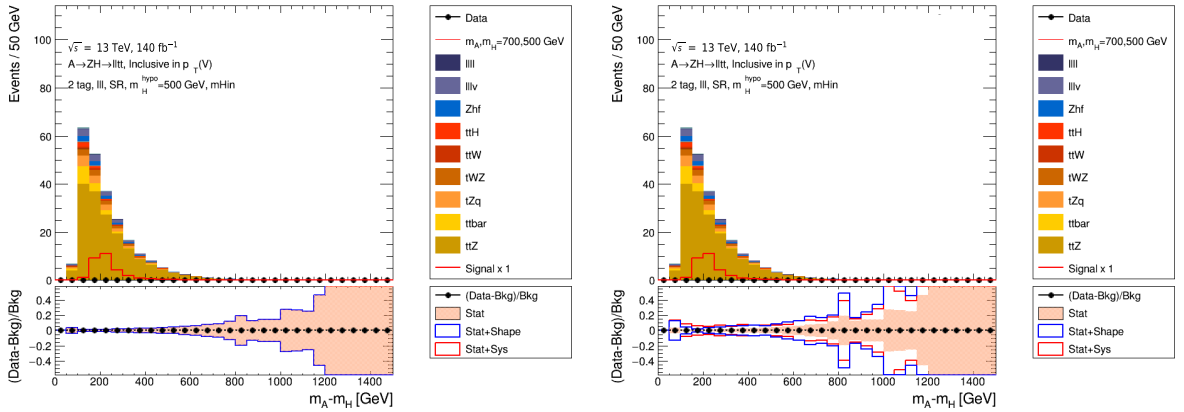 Events / 50 GeV
100
80
60
40
20
0
√s = 13 TeV, 140 fb⁻¹
A→ZH→lltt, Inclusive in p_T(V)
2 tag, lll, SR, m_H^hypo=500 GeV, mHin
Data
m_A,m_H=700,500 GeV
llll
lllv
Zhf
ttH
ttW
tWZ
tZq
ttbar
ttZ
Signal x 1
(Data-Bkg)/Bkg
0.4
0.2
0
−0.2
−0.4
0 200 400 600 800 1000 1200 1400
m_A-m_H [GeV]
(Data-Bkg)/Bkg
Stat
Stat+Shape
Stat+Sys
Events / 50 GeV
100
80
60
40
20
0
√s = 13 TeV, 140 fb⁻¹
A→ZH→lltt, Inclusive in p_T(V)
2 tag, lll, SR, m_H^hypo=500 GeV, mHin
Data
m_A,m_H=700,500 GeV
llll
lllv
Zhf
ttH
ttW
tWZ
tZq
ttbar
ttZ
Signal x 1
(Data-Bkg)/Bkg
0.4
0.2
0
−0.2
−0.4
0 200 400 600 800 1000 1200 1400
m_A-m_H [GeV]
(Data-Bkg)/Bkg
Stat
Stat+Shape
Stat+Sys